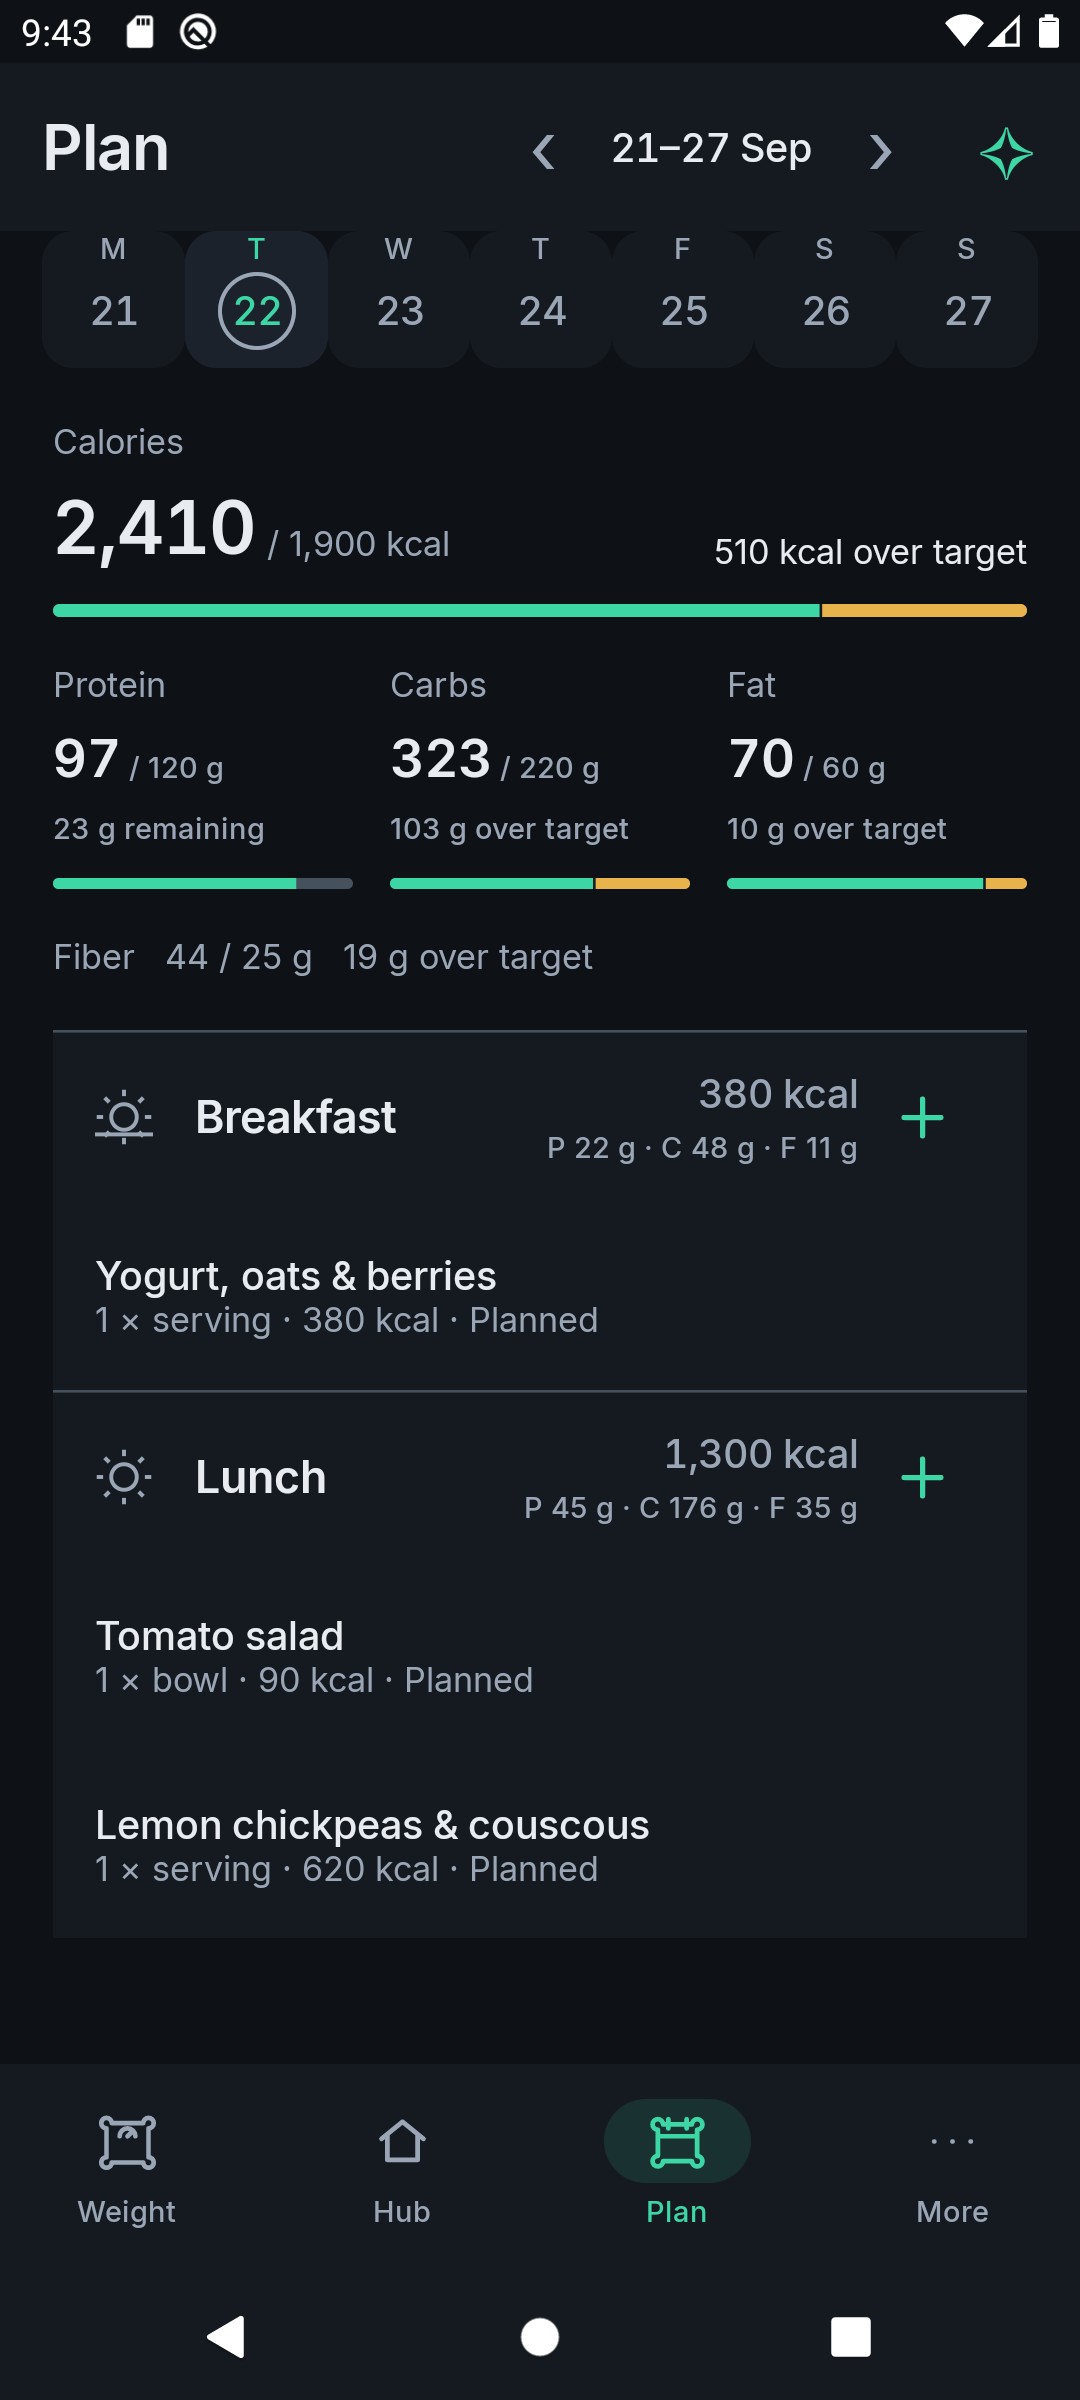 9:43
Plan
21–27 Sep
M T W T F S S
21 22 23 24 25 26 27
Calories
2,410 / 1,900 kcal
510 kcal over target
Protein Carbs Fat
97 / 120 g 323 / 220 g 70 / 60 g
23 g remaining 103 g over target 10 g over target
Fiber 44 / 25 g 19 g over target
Breakfast
380 kcal
P 22 g · C 48 g · F 11 g
Yogurt, oats & berries
1 × serving · 380 kcal · Planned
Lunch
1,300 kcal
P 45 g · C 176 g · F 35 g
Tomato salad
1 × bowl · 90 kcal · Planned
Lemon chickpeas & couscous
1 × serving · 620 kcal · Planned
Weight Hub Plan More